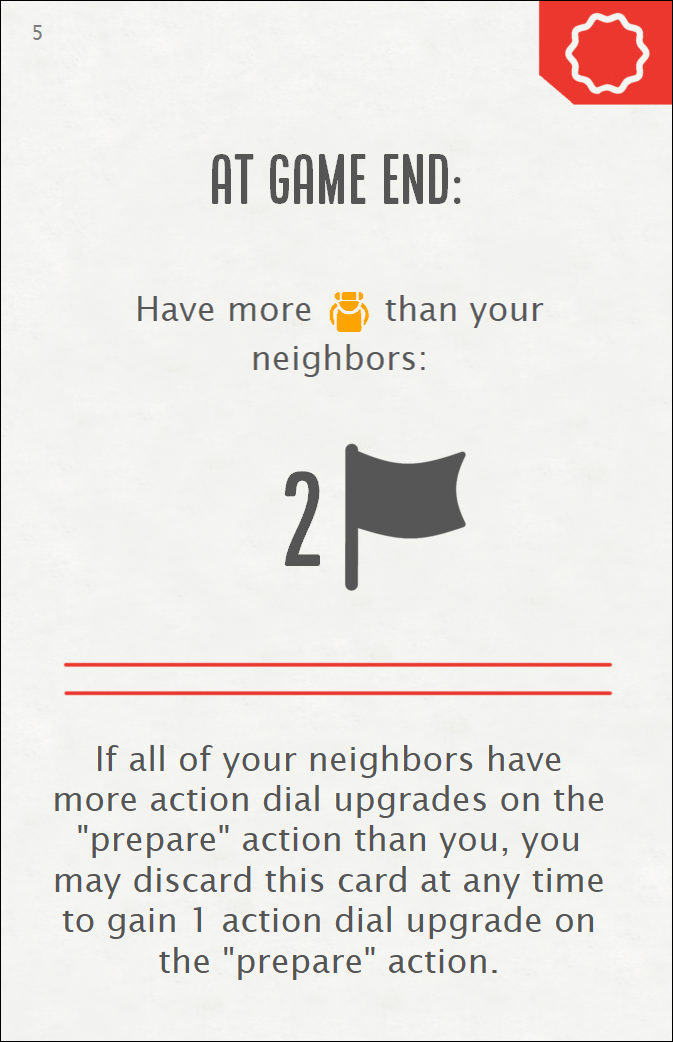 5
AT GAME END:
Have more than your
neighbors:
2
If all of your neighbors have
more action dial upgrades on the
"prepare" action than you, you
may discard this card at any time
to gain 1 action dial upgrade on
the "prepare" action.